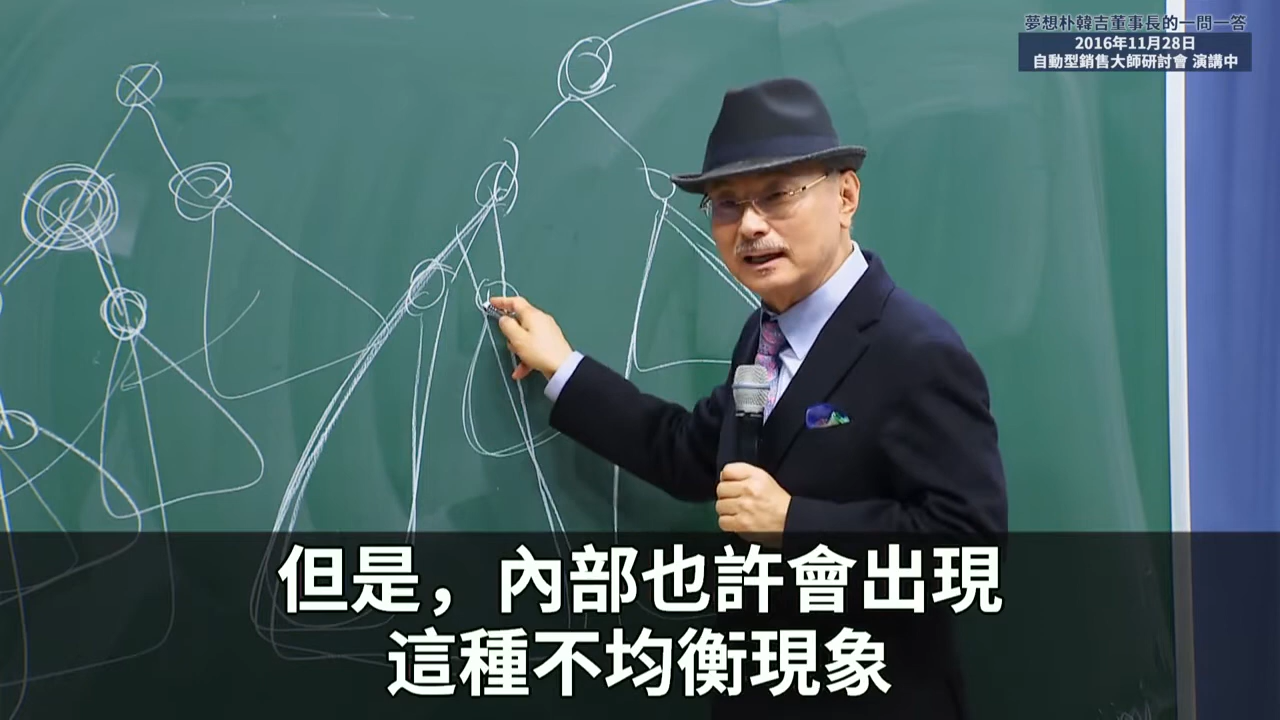 夢想朴韓吉董事長的一問一答
2016年11月28日
自動型銷售大師研討會 演講中
但是，內部也許會出現
這種不均衡現象